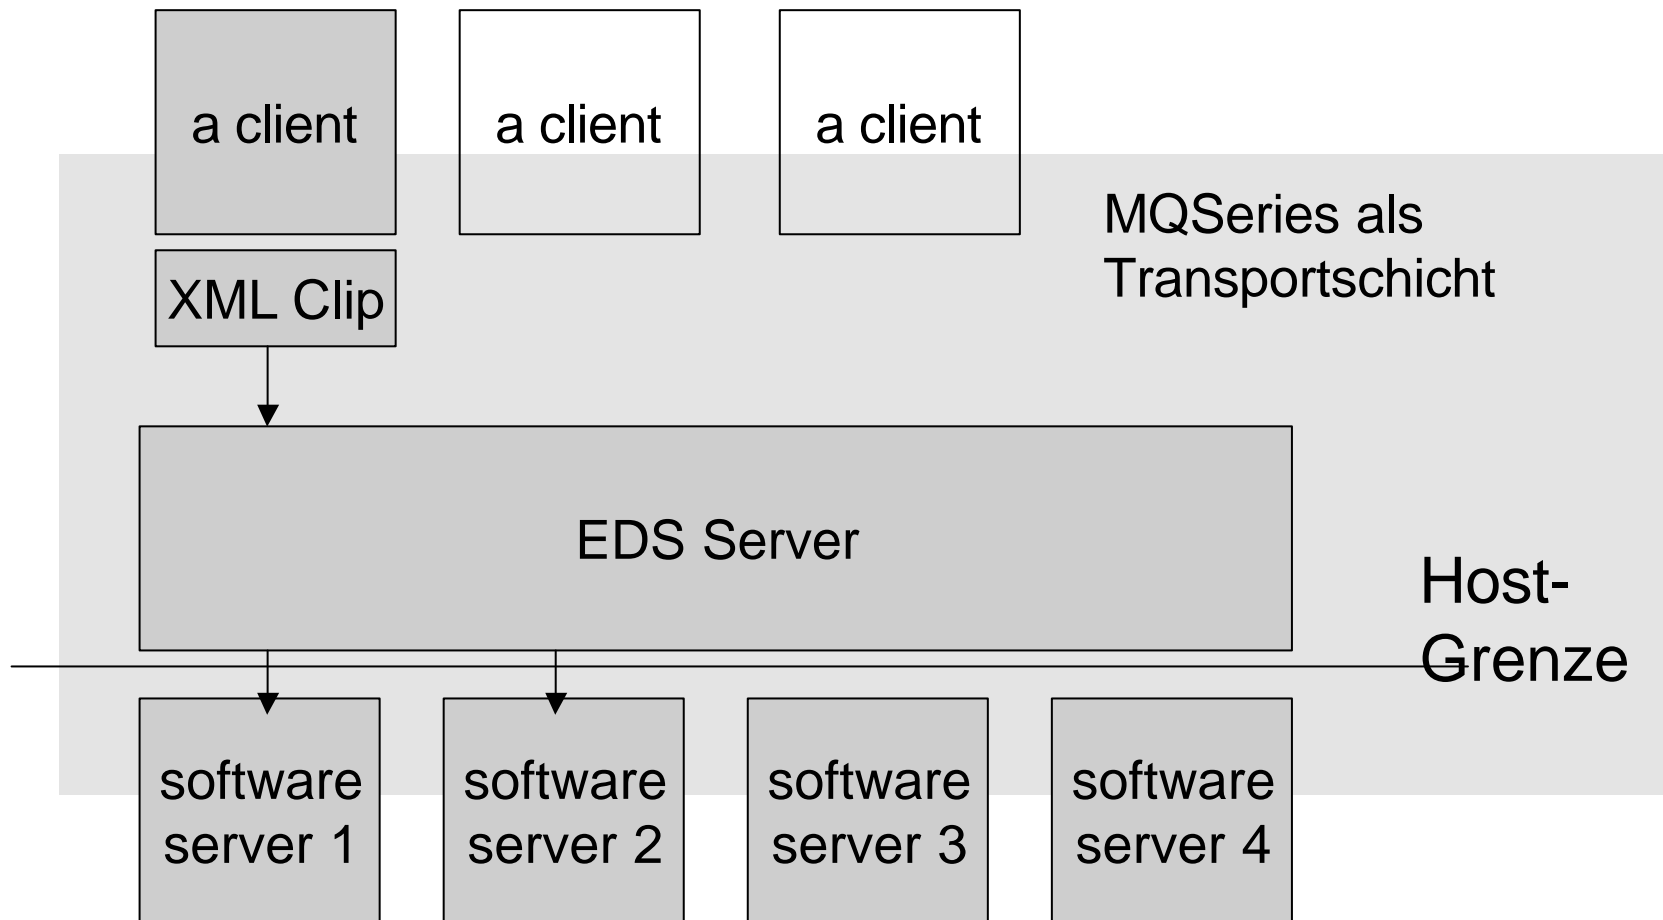 a client
a client
a client
MQSeries als
Transportschicht
XML Clip
EDS Server
Host-
Grenze
software
server 1
software
server 2
software
server 3
software
server 4